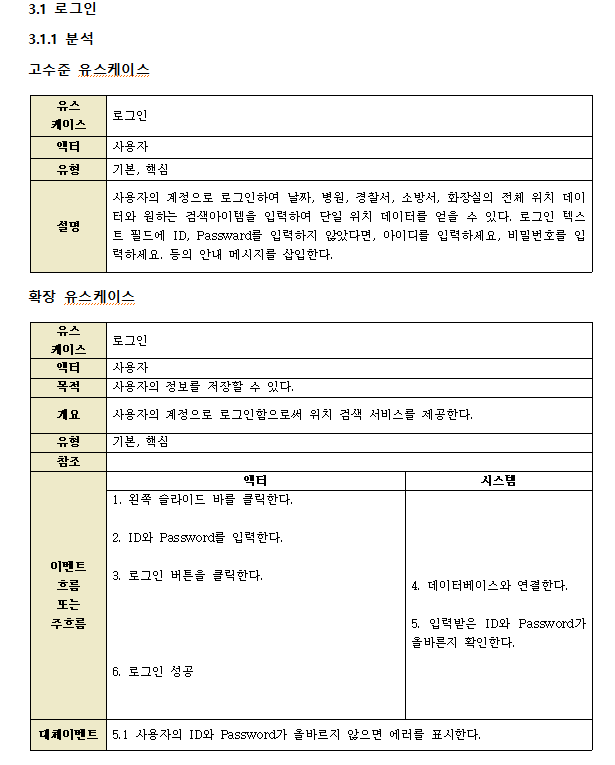 3.1 로그인
3.1.1 분석
고수준 유스케이스
유스
케이스
로그인
액터
사용자
유형
기본, 핵심
설명
사용자의 계정으로 로그인하여 날짜, 병원, 경찰서, 소방서, 화장실의 전체 위치 데이
터와 원하는 검색아이템을 입력하여 단일 위치 데이터를 얻을 수 있다. 로그인 텍스
트 필드에 ID, Passward를 입력하지 않았다면, 아이디를 입력하세요, 비밀번호를 입
력하세요. 등의 안내 메시지를 삽입한다.
확장 유스케이스
유스
케이스
로그인
액터
사용자
목적
사용자의 정보를 저장할 수 있다.
개요
사용자의 계정으로 로그인함으로써 위치 검색 서비스를 제공한다.
유형
기본, 핵심
참조
이벤트
흐름
또는
주흐름
액터
시스템
1. 왼쪽 슬라이드 바를 클릭한다.
2. ID와 Password를 입력한다.
3. 로그인 버튼을 클릭한다.
4. 데이터베이스와 연결한다.
5. 입력받은 ID와 Password가
올바른지 확인한다.
6. 로그인 성공
대체이벤트
5.1 사용자의 ID와 Password가 올바르지 않으면 에러를 표시한다.